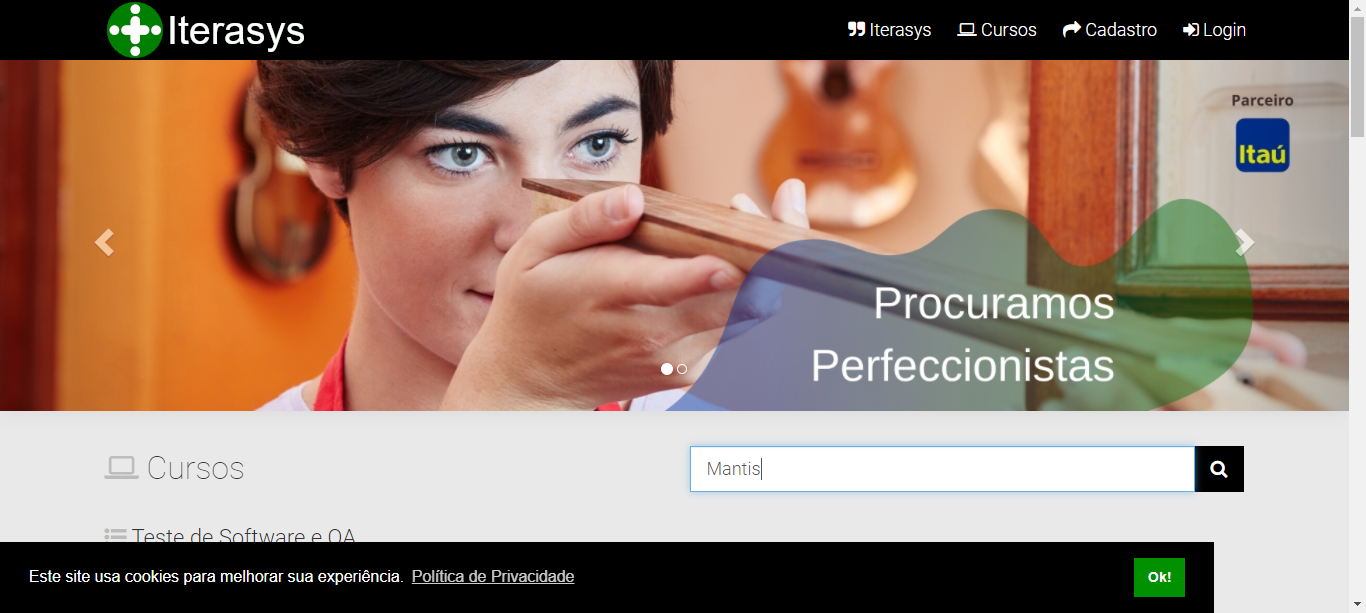 Iterasys
Iterasys Cursos Cadastro Login
Parceiro
Itaú
Procuramos
Perfeccionistas
Cursos
Mantis
Teste de Software e QA
Este site usa cookies para melhorar sua experiência. Política de Privacidade
Ok!